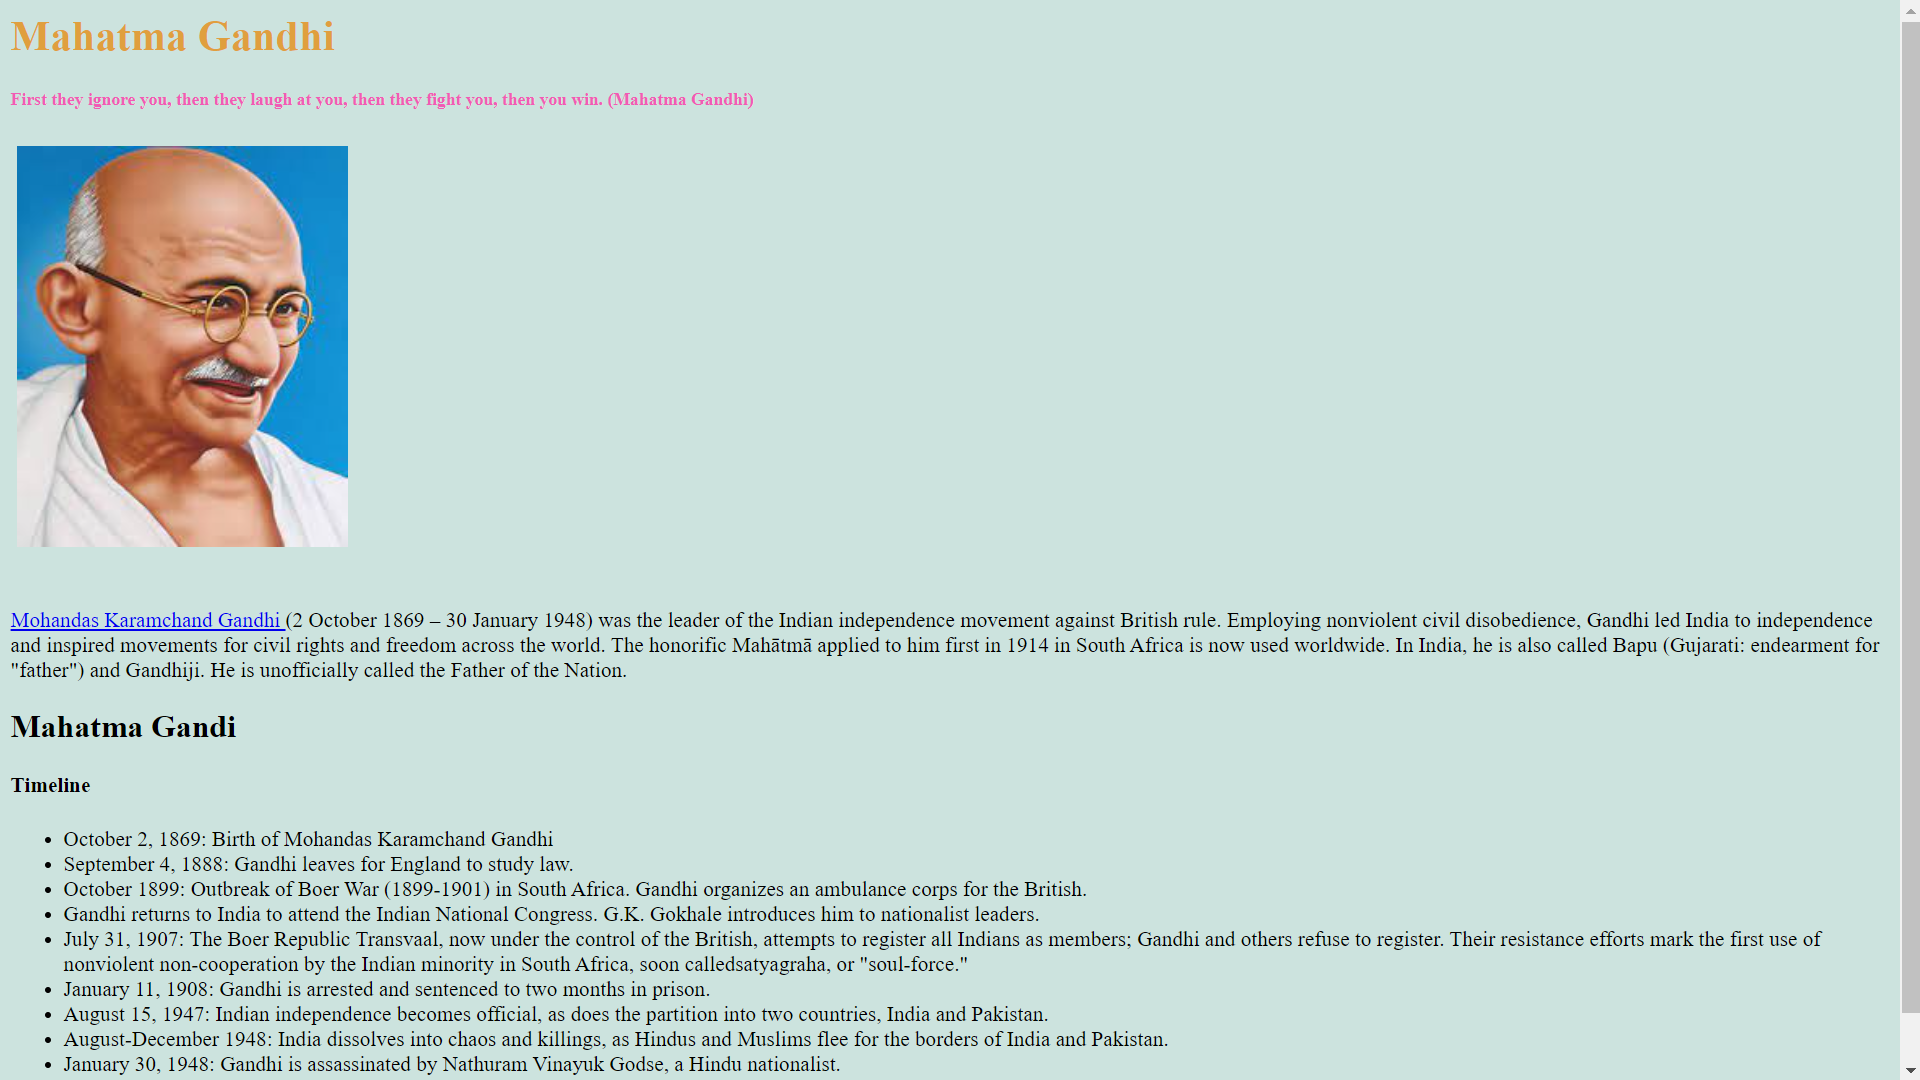 Mahatma Gandhi
First they ignore you, then they laugh at you, then they fight you, then you win. (Mahatma Gandhi)
Mohandas Karamchand Gandhi (2 October 1869 – 30 January 1948) was the leader of the Indian independence movement against British rule. Employing nonviolent civil disobedience, Gandhi led India to independence
and inspired movements for civil rights and freedom across the world. The honorific Mahātmā applied to him first in 1914 in South Africa is now used worldwide. In India, he is also called Bapu (Gujarati: endearment for
"father") and Gandhiji. He is unofficially called the Father of the Nation.
Mahatma Gandi
Timeline
• October 2, 1869: Birth of Mohandas Karamchand Gandhi
• September 4, 1888: Gandhi leaves for England to study law.
• October 1899: Outbreak of Boer War (1899-1901) in South Africa. Gandhi organizes an ambulance corps for the British.
• Gandhi returns to India to attend the Indian National Congress. G.K. Gokhale introduces him to nationalist leaders.
• July 31, 1907: The Boer Republic Transvaal, now under the control of the British, attempts to register all Indians as members; Gandhi and others refuse to register. Their resistance efforts mark the first use of
nonviolent non-cooperation by the Indian minority in South Africa, soon calledsatyagraha, or "soul-force."
• January 11, 1908: Gandhi is arrested and sentenced to two months in prison.
• August 15, 1947: Indian independence becomes official, as does the partition into two countries, India and Pakistan.
• August-December 1948: India dissolves into chaos and killings, as Hindus and Muslims flee for the borders of India and Pakistan.
• January 30, 1948: Gandhi is assassinated by Nathuram Vinayuk Godse, a Hindu nationalist.